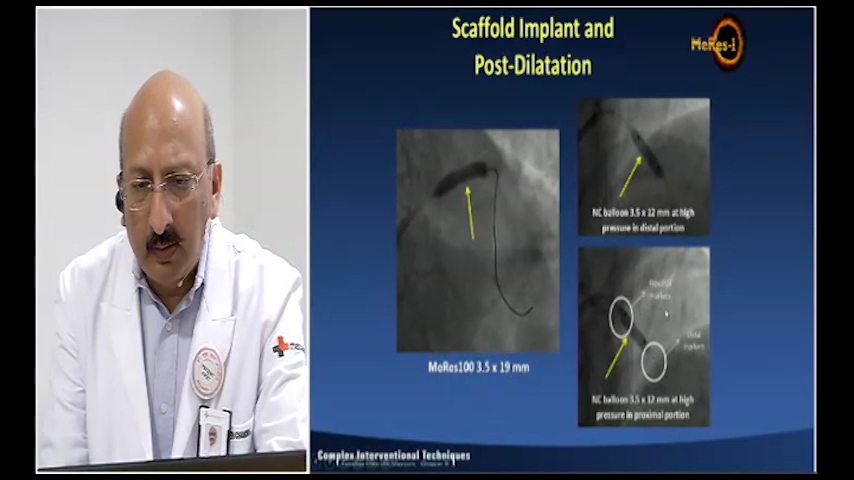 Scaffold Implant and
Post-Dilatation
MeRes-1
NC balloon 3.5 x 12 mm at high
pressure in distal portion
Proximal
markers
Distal
markers
MeRes100 3.5 x 19 mm
NC balloon 3.5 x 12 mm at high
pressure in proximal portion
Complex Interventional Techniques